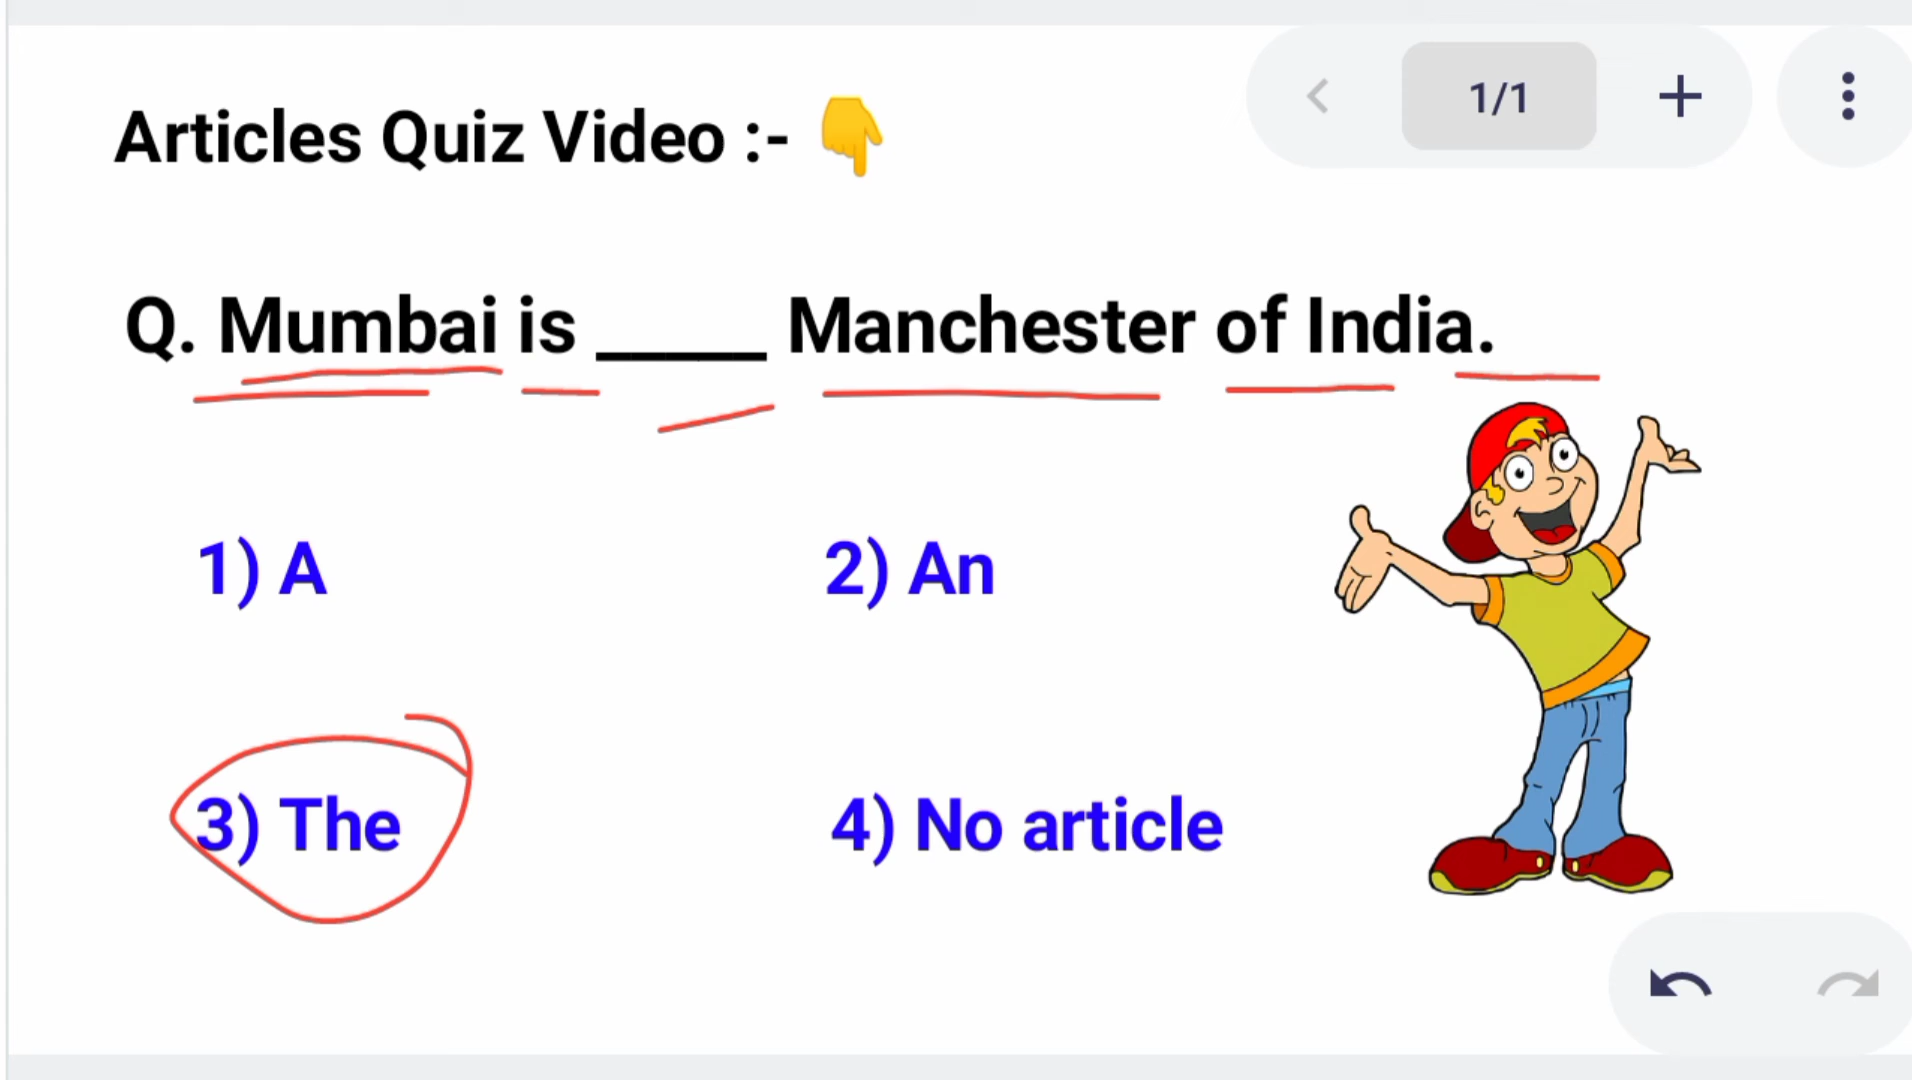 1/1
Articles Quiz Video :- 👇
Q. Mumbai is _____ Manchester of India.
1) A
2) An
3) The
4) No article